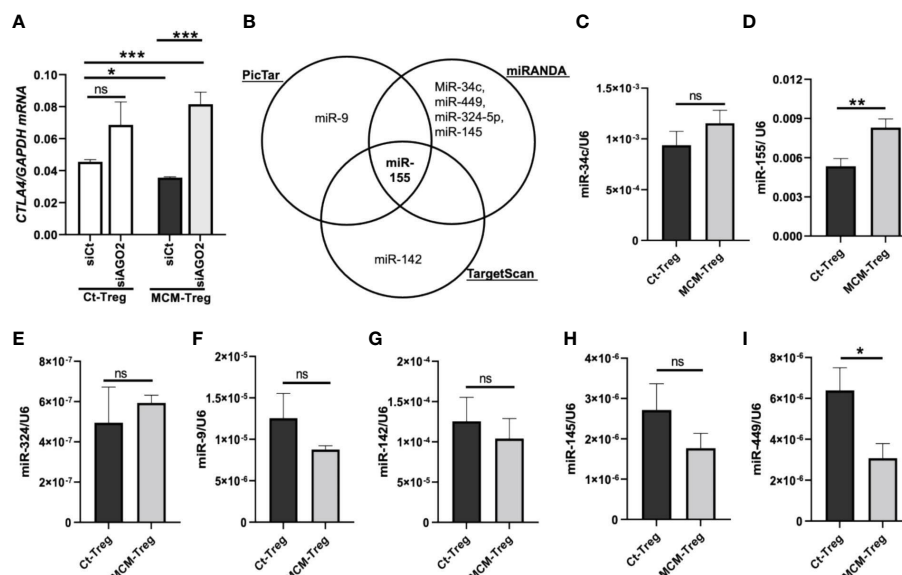 A
***
***
*
ns
CTLA4/GAPDH mRNA
0.10
0.08
0.06
0.04
0.02
0.00
siCt
siAGO2
siCt
siAGO2
Ct-Treg
MCM-Treg
B
PicTar
miRANDA
miR-9
MiR-34c,
miR-449,
miR-324-5p,
miR-145
miR-
155
miR-142
TargetScan
C
ns
miR-34c/U6
1.5×10⁻³
1×10⁻³
5×10⁻⁴
0
Ct-Treg
MCM-Treg
D
**
miR-155/ U6
0.012
0.009
0.006
0.003
0.000
Ct-Treg
MCM-Treg
E
ns
miR-324/U6
8×10⁻⁷
6×10⁻⁷
4×10⁻⁷
2×10⁻⁷
0
Ct-Treg
MCM-Treg
F
ns
miR-9/U6
2×10⁻⁵
1×10⁻⁵
5×10⁻⁶
0
Ct-Treg
MCM-Treg
G
ns
miR-142/U6
2×10⁻⁴
1×10⁻⁴
5×10⁻⁵
0
Ct-Treg
MCM-Treg
H
ns
miR-145/U6
4×10⁻⁶
3×10⁻⁶
2×10⁻⁶
1×10⁻⁶
0
Ct-Treg
MCM-Treg
I
*
miR-449/U6
8×10⁻⁶
6×10⁻⁶
4×10⁻⁶
2×10⁻⁶
0
Ct-Treg
MCM-Treg